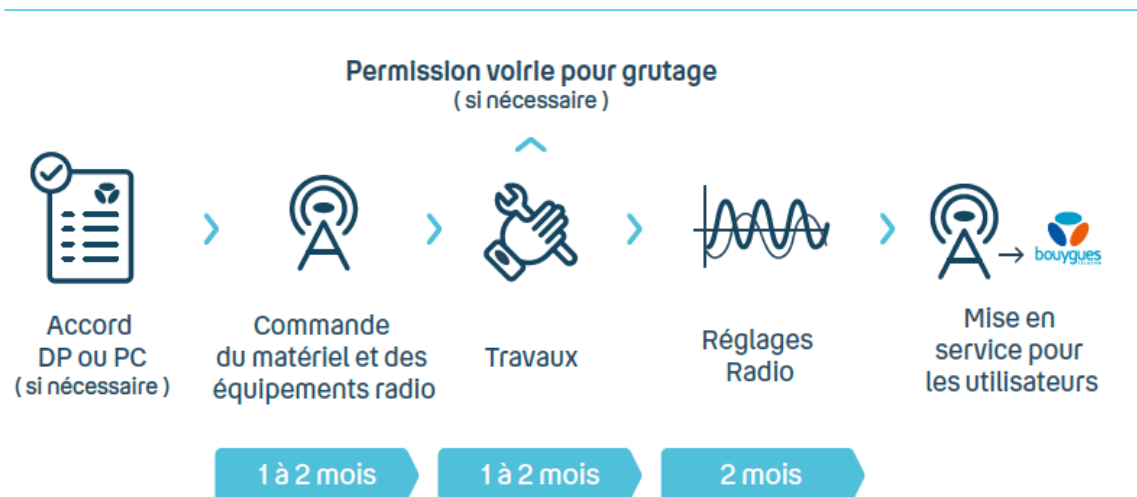 Permission voirie pour grutage
( si nécessaire )
Accord
DP ou PC
( si nécessaire )
Commande
du matériel et des
équipements radio
Travaux
Réglages
Radio
bouygues
TELECOM
Mise en
service pour
les utilisateurs
1 à 2 mois
1 à 2 mois
2 mois